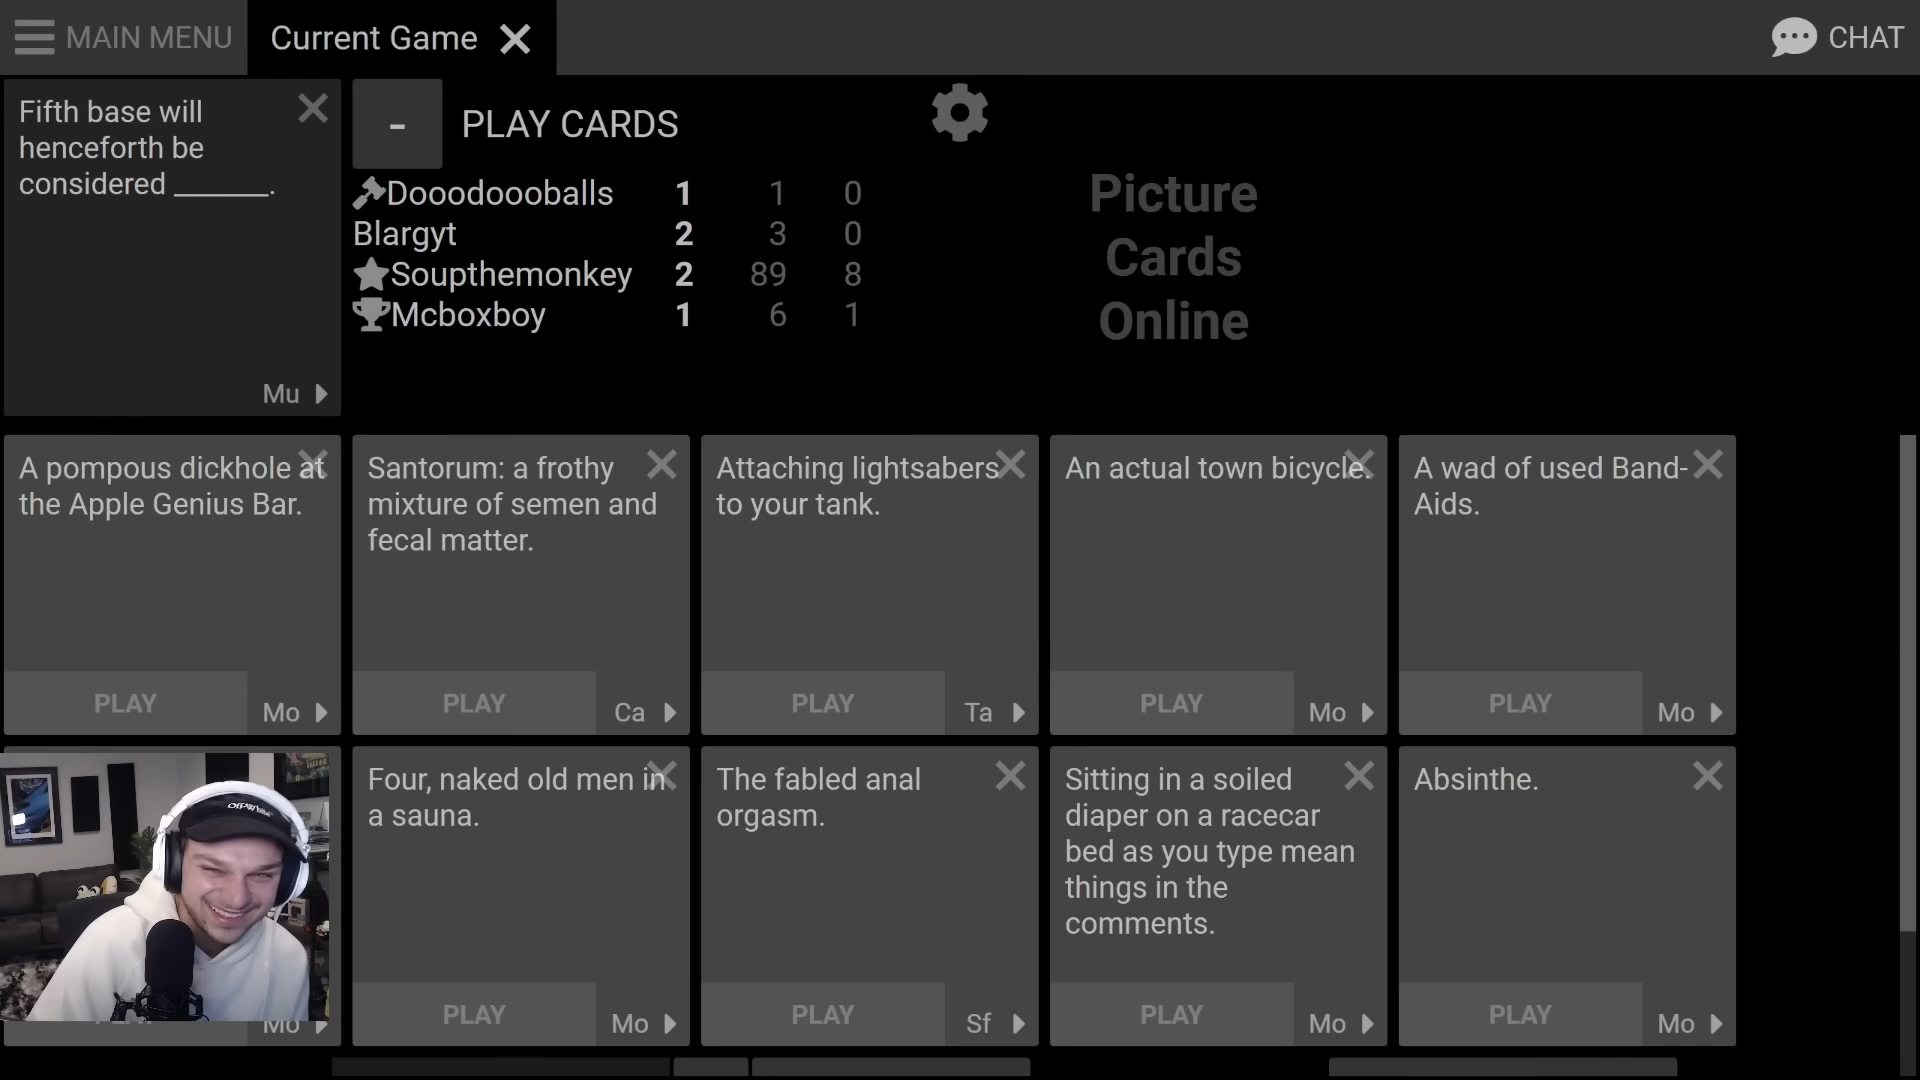 MAIN MENU
Current Game
CHAT
Fifth base will
henceforth be
considered _______.
Mu
-
PLAY CARDS
Dooodoooballs 1 1 0
Blargyt 2 3 0
Soupthemonkey 2 89 8
Mcboxboy 1 6 1
Picture
Cards
Online
A pompous dickhole at
the Apple Genius Bar.
PLAY
Mo
Santorum: a frothy
mixture of semen and
fecal matter.
PLAY
Ca
Attaching lightsabers
to your tank.
PLAY
Ta
An actual town bicycle.
PLAY
Mo
A wad of used Band-
Aids.
PLAY
Mo
Mo
Four, naked old men in
a sauna.
PLAY
Mo
The fabled anal
orgasm.
PLAY
Sf
Sitting in a soiled
diaper on a racecar
bed as you type mean
things in the
comments.
PLAY
Mo
Absinthe.
PLAY
Mo